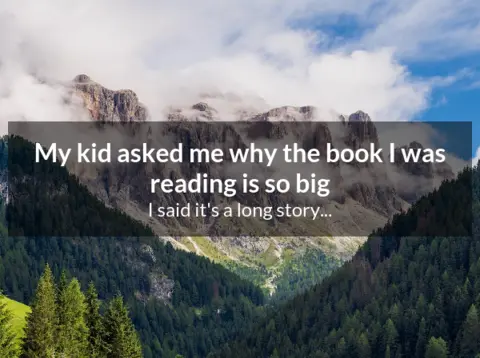 My kid asked me why the book I was
reading is so big
I said it's a long story...